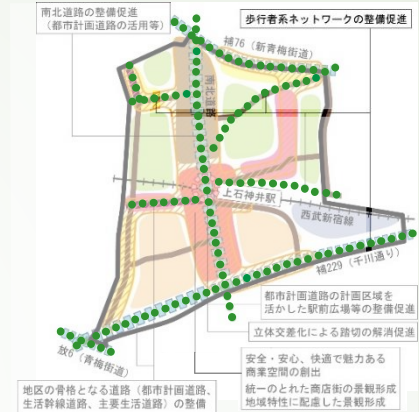 南北道路の整備促進
（都市計画道路の活用等）
歩行者系ネットワークの整備促進
補76（新青梅街道）
南北道路
上石神井駅
西武新宿線
補229（千川通り）
放6（青梅街道）
都市計画道路の計画区域を
活かした駅前広場等の整備促進
立体交差化による踏切の解消促進
安全・安心、快適で魅力ある
商業空間の創出
統一のとれた商店街の景観形成
地域特性に配慮した景観形成
地区の骨格となる道路（都市計画道路、
生活幹線道路、主要生活道路）の整備